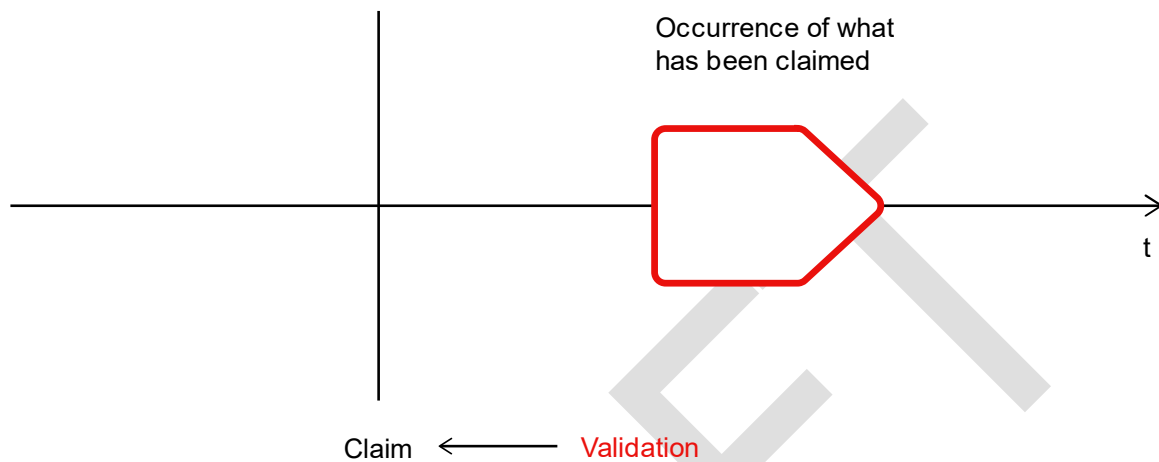 Occurrence of what
has been claimed
t
Claim
Validation